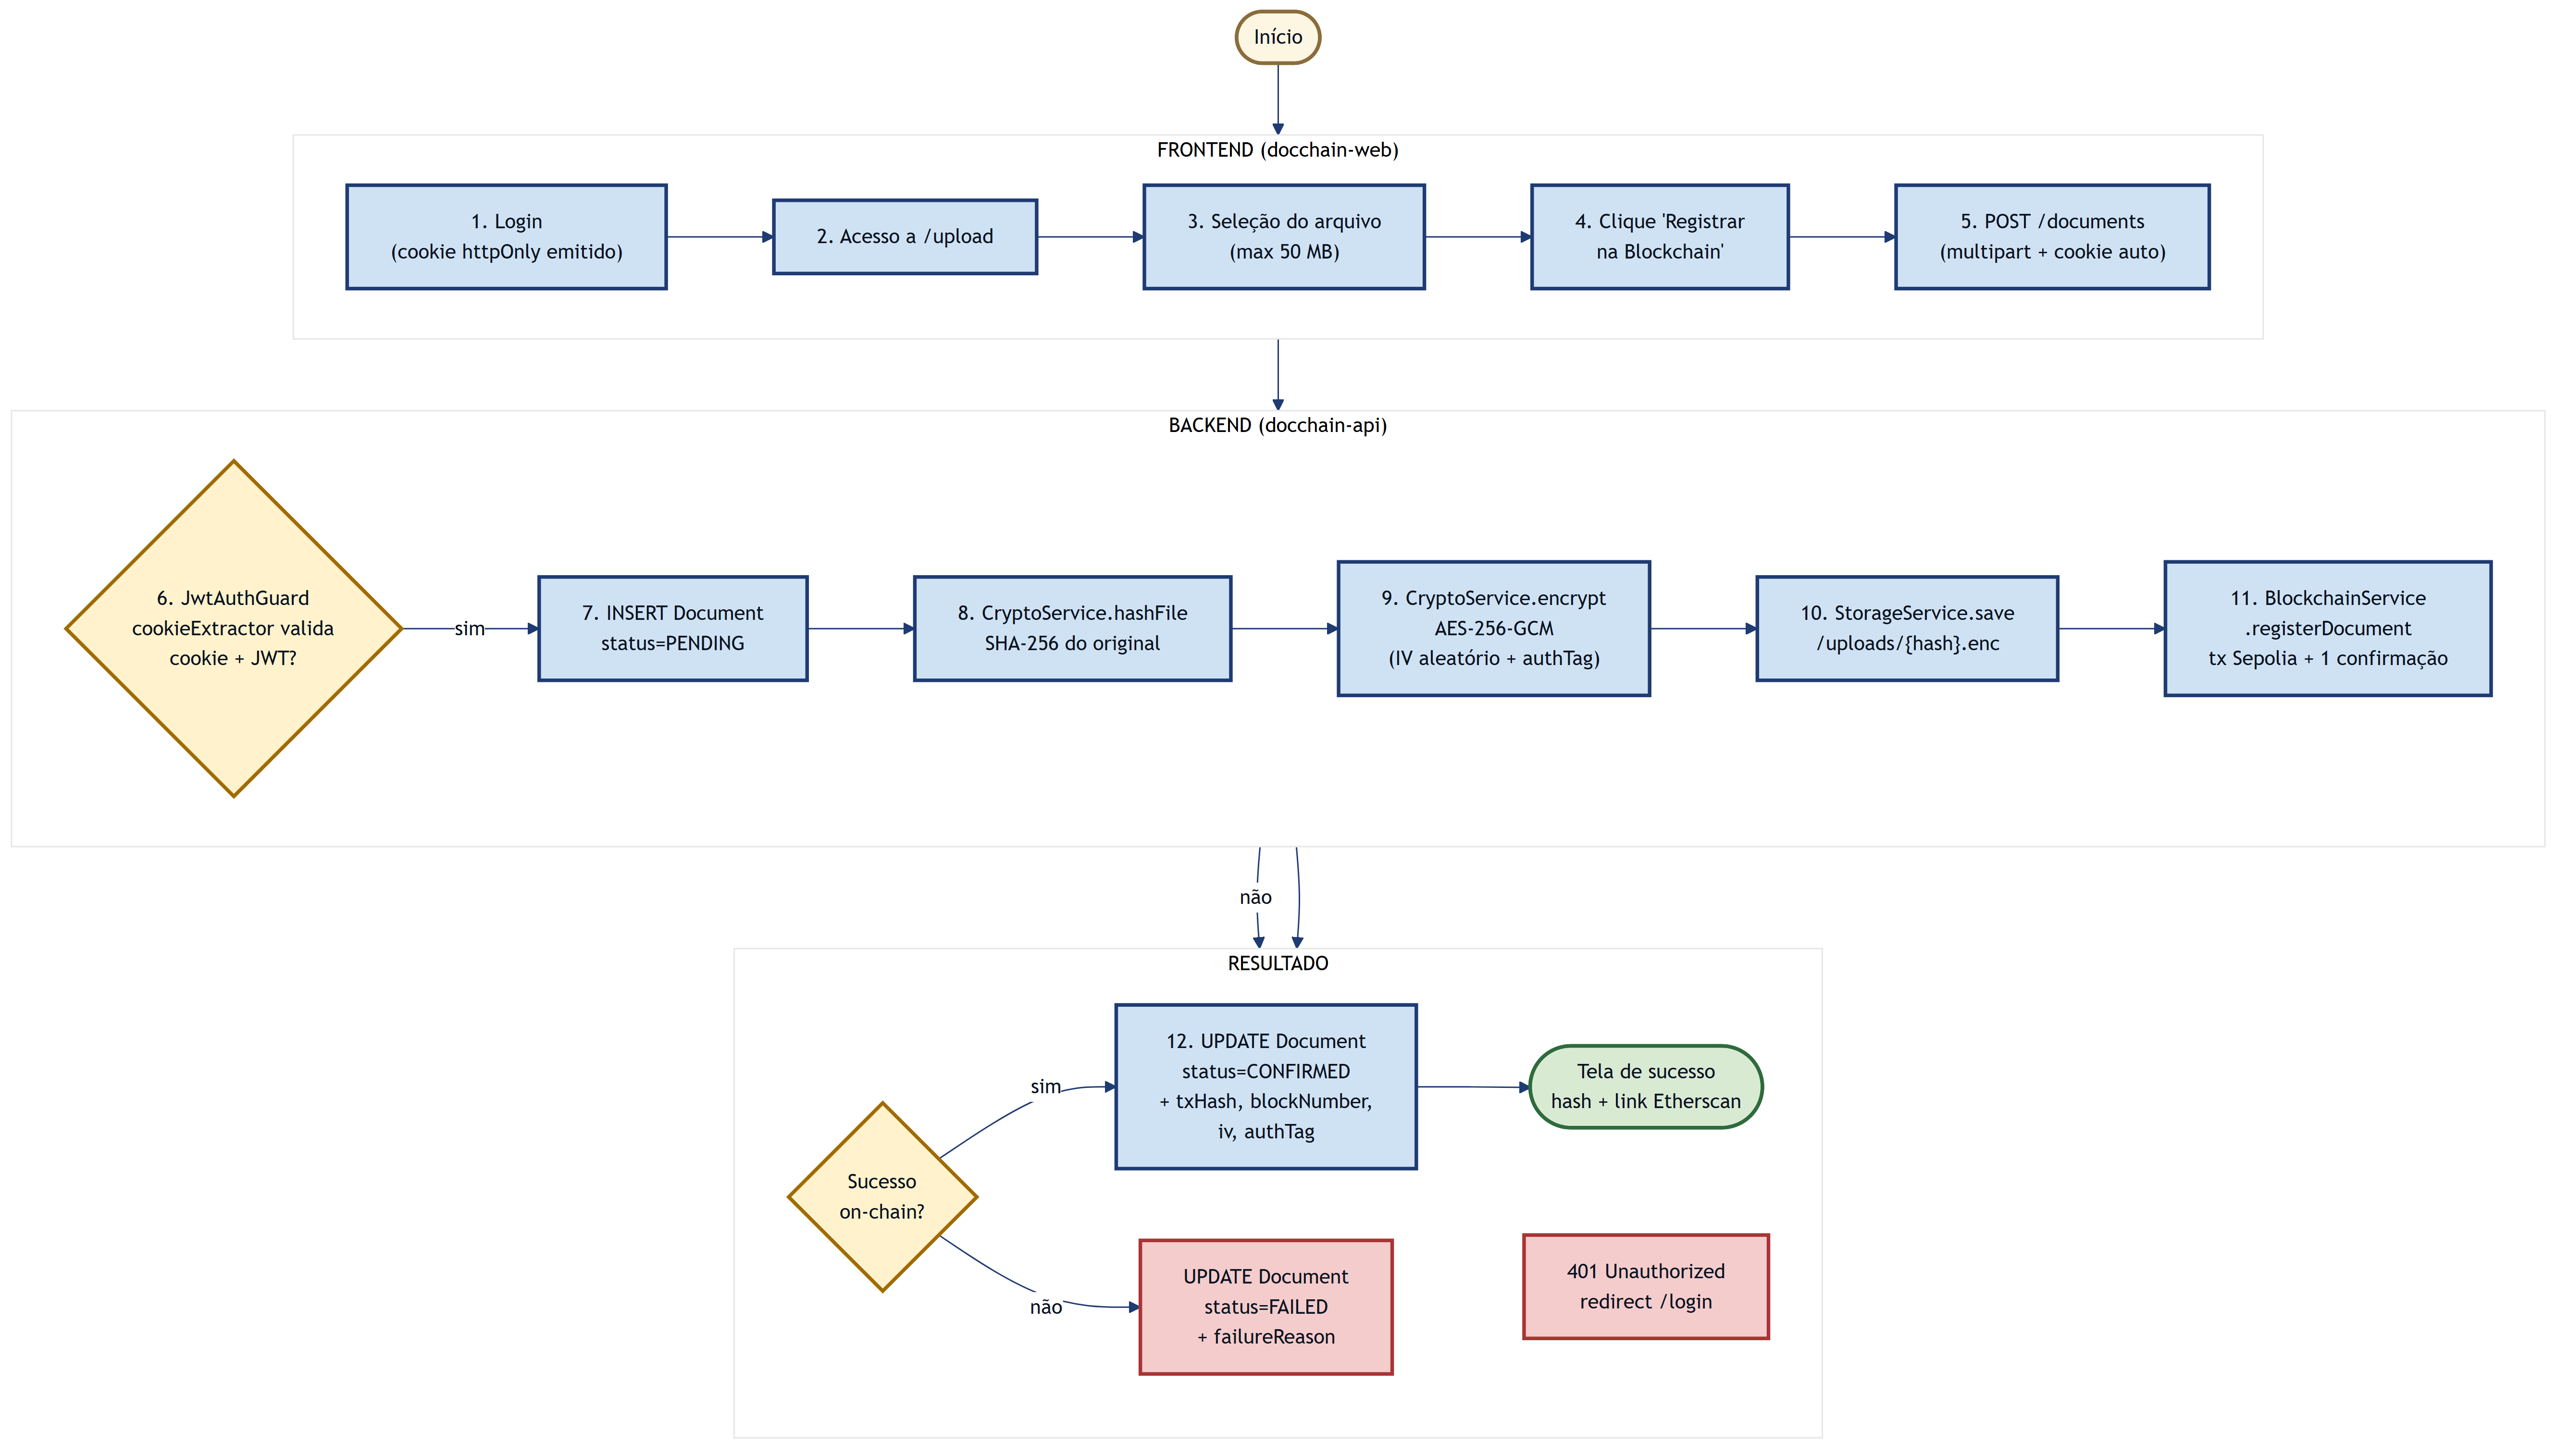 Início
FRONTEND (docchain-web)
1. Login
(cookie httpOnly emitido)
2. Acesso a /upload
3. Seleção do arquivo
(max 50 MB)
4. Clique 'Registrar
na Blockchain'
5. POST /documents
(multipart + cookie auto)
BACKEND (docchain-api)
6. JwtAuthGuard
cookieExtractor valida
cookie + JWT?
sim
7. INSERT Document
status=PENDING
8. CryptoService.hashFile
SHA-256 do original
9. CryptoService.encrypt
AES-256-GCM
(IV aleatório + authTag)
10. StorageService.save
/uploads/{hash}.enc
11. BlockchainService
.registerDocument
tx Sepolia + 1 confirmação
não
RESULTADO
Sucesso
on-chain?
sim
12. UPDATE Document
status=CONFIRMED
+ txHash, blockNumber,
iv, authTag
Tela de sucesso
hash + link Etherscan
não
UPDATE Document
status=FAILED
+ failureReason
401 Unauthorized
redirect /login